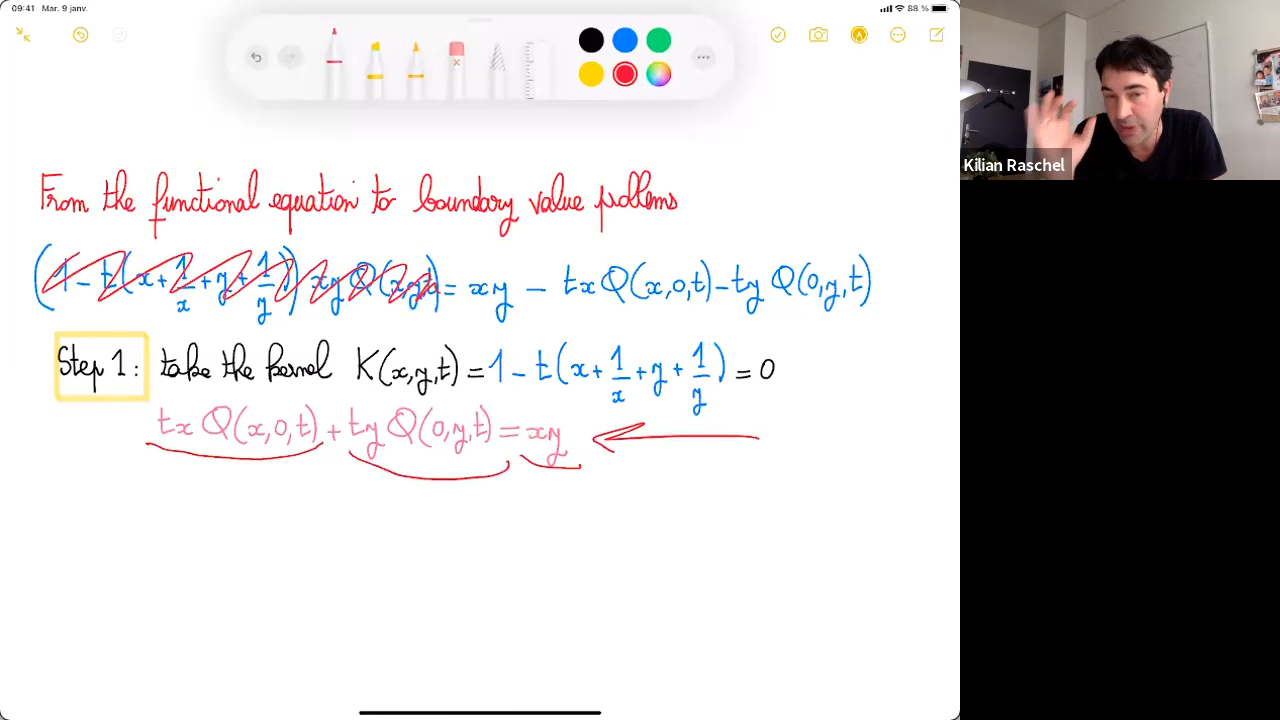 09:41 Mar. 9 janv.
88 %
Kilian Raschel
From the functional equation to boundary value problems
(1 - t(x + 1/x + y + 1/y)) xy Q(x,y,t) = xy - tx Q(x,0,t) - ty Q(0,y,t)
Step 1: take the kernel K(x,y,t) = 1 - t(x + 1/x + y + 1/y) = 0
tx Q(x,0,t) + ty Q(0,y,t) = xy